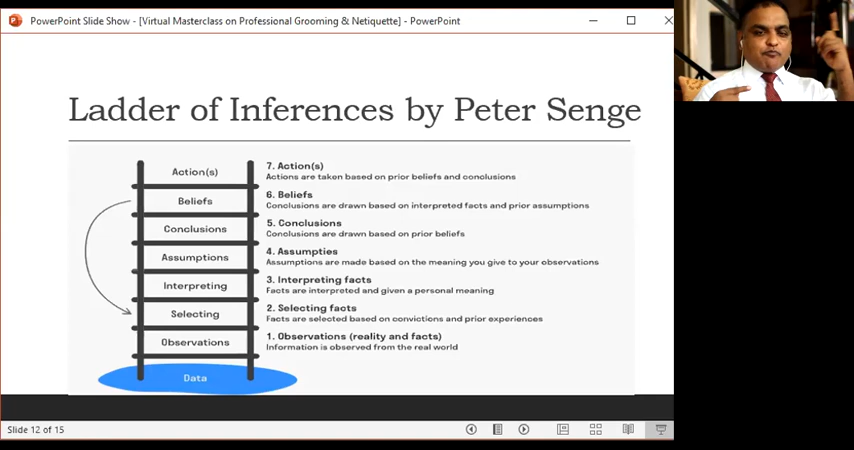 PowerPoint Slide Show - [Virtual Masterclass on Professional Grooming & Netiquette] - PowerPoint
Ladder of Inferences by Peter Senge
Action(s)
Beliefs
Conclusions
Assumptions
Interpreting
Selecting
Observations
Data
7. Action(s)
Actions are taken based on prior beliefs and conclusions
6. Beliefs
Conclusions are drawn based on interpreted facts and prior assumptions
5. Conclusions
Conclusions are drawn based on prior beliefs
4. Assumpties
Assumptions are made based on the meaning you give to your observations
3. Interpreting facts
Facts are interpreted and given a personal meaning
2. Selecting facts
Facts are selected based on convictions and prior experiences
1. Observations (reality and facts)
Information is observed from the real world
Slide 12 of 15